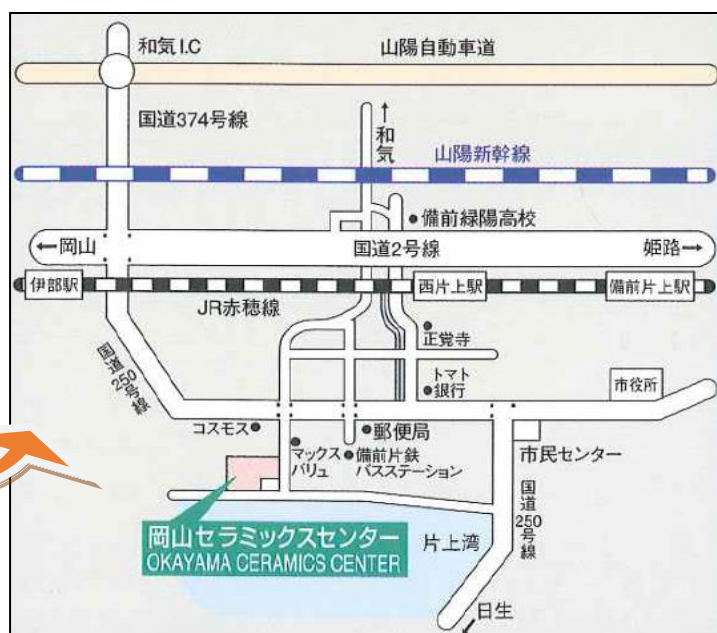 和気I.C
山陽自動車道
国道374号線
↑
和気
山陽新幹線
備前緑陽高校
←岡山
国道2号線
姫路→
伊部駅
西片上駅
備前片上駅
JR赤穂線
正覚寺
国道250号線
トマト
銀行
市役所
コスモス
郵便局
マックス
バリュ
備前片鉄
バスステーション
市民センター
国道250号線
岡山セラミックスセンター
OKAYAMA CERAMICS CENTER
片上湾
日生